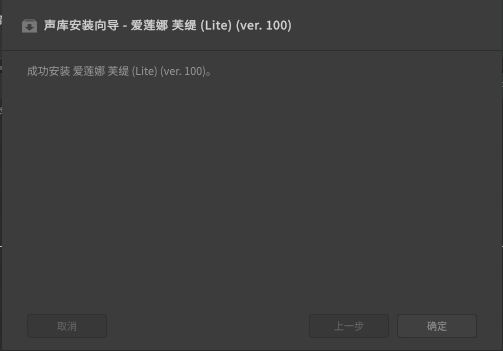 声库安装向导 - 爱莲娜 芙缇 (Lite) (ver. 100)
成功安装 爱莲娜 芙缇 (Lite) (ver. 100)。
取消
上一步
确定